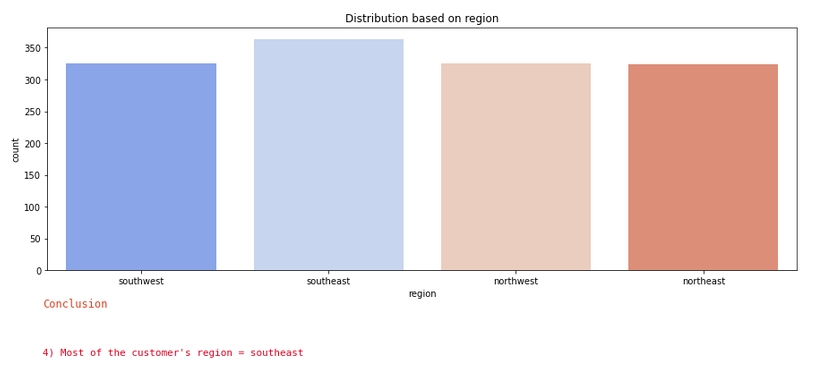 Distribution based on region
350
300
250
200
150
100
50
0
count
southwest southeast northwest northeast
region
Conclusion
4) Most of the customer's region = southeast